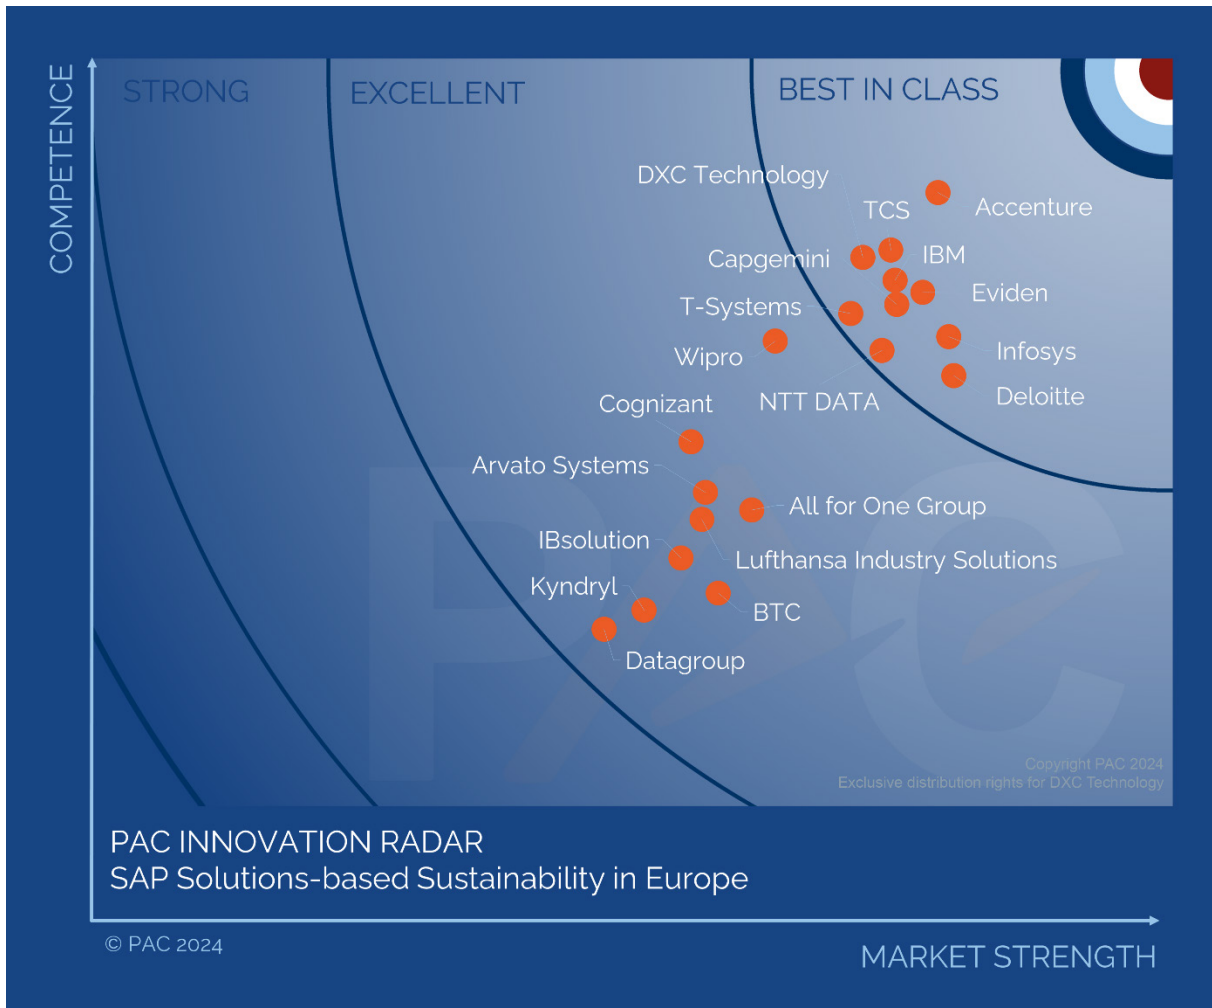 COMPETENCE
STRONG
EXCELLENT
BEST IN CLASS
DXC Technology
Accenture
TCS
Capgemini
IBM
Eviden
T-Systems
Wipro
Infosys
NTT DATA
Deloitte
Cognizant
Arvato Systems
All for One Group
IBsolution
Lufthansa Industry Solutions
Kyndryl
BTC
Datagroup
PAC
Copyright PAC 2024
Exclusive distribution rights for DXC Technology
PAC INNOVATION RADAR
SAP Solutions-based Sustainability in Europe
© PAC 2024
MARKET STRENGTH